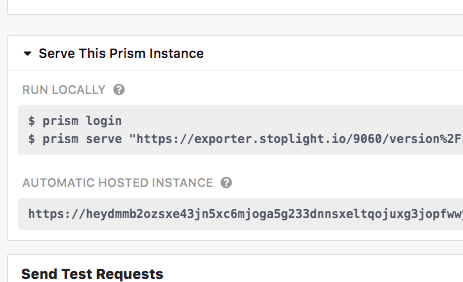 Serve This Prism Instance
RUN LOCALLY
$ prism login
$ prism serve "https://exporter.stoplight.io/9060/version%2F
AUTOMATIC HOSTED INSTANCE
https://heydmmb2ozsxe43jn5xc6mjoga5g233dnnsxeltqojuxg3jopfww
Send Test Requests